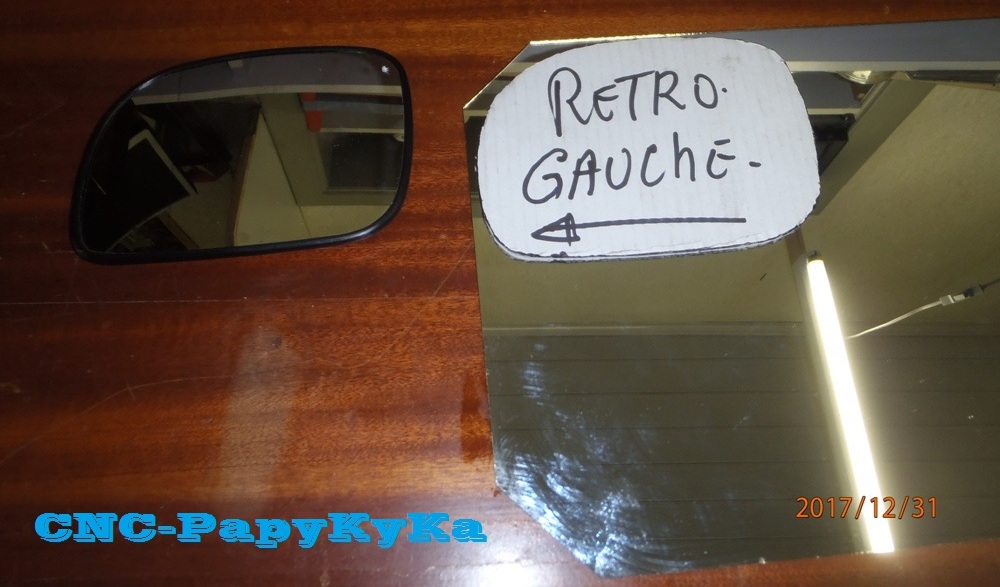 RETRO.
GAUChE-
2017/12/31
CNC-PapyKyKa